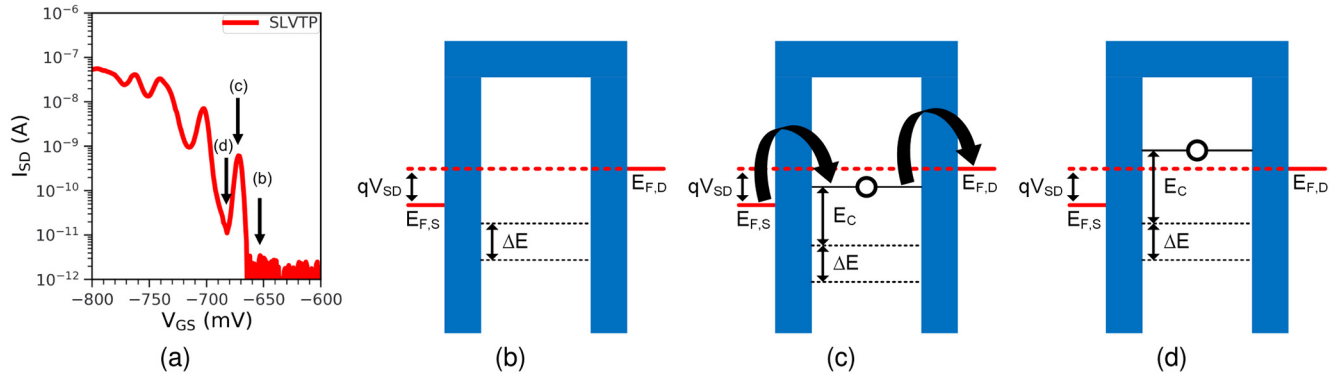 SLVTP
10⁻⁶
10⁻⁷
10⁻⁸
10⁻⁹
10⁻¹⁰
10⁻¹¹
10⁻¹²
I_SD (A)
(c)
(d)
(b)
−800 −750 −700 −650 −600
V_GS (mV)
(a)
qV_SD
E_F,S
E_F,D
ΔE
(b)
qV_SD
E_F,S
E_F,D
E_C
ΔE
(c)
qV_SD
E_F,S
E_F,D
E_C
ΔE
(d)